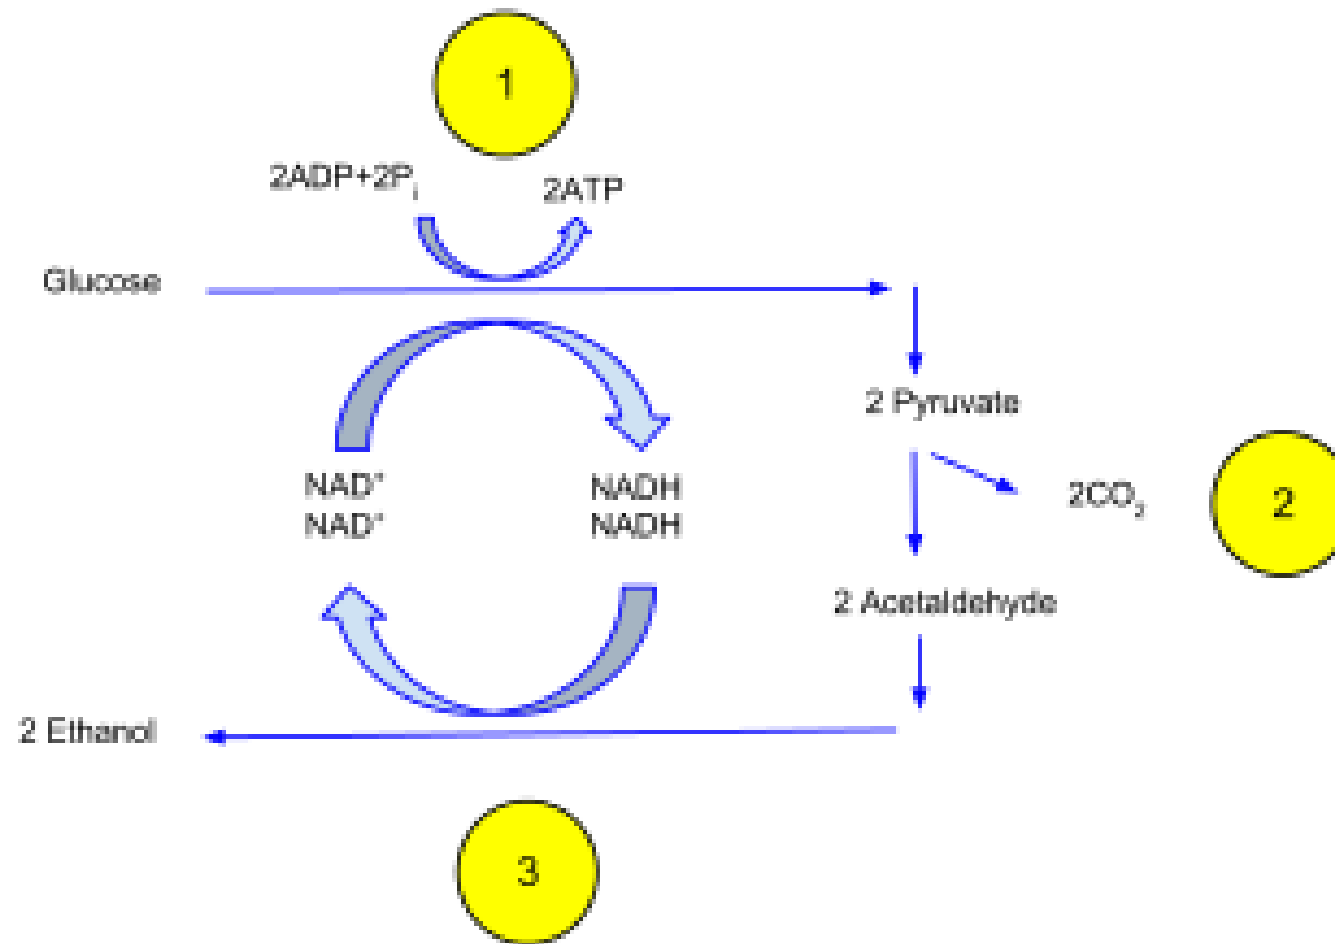 1
2ADP+2Pᵢ
2ATP
Glucose
2 Pyruvate
NAD⁺
NADH
NAD⁺
NADH
2CO₂
2
2 Acetaldehyde
2 Ethanol
3